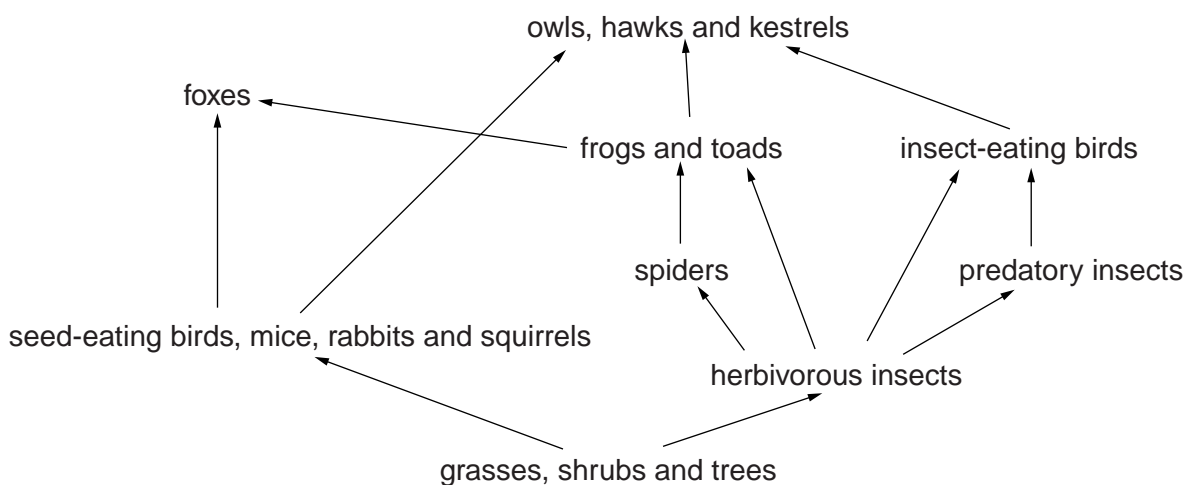 owls, hawks and kestrels
foxes
frogs and toads
insect-eating birds
spiders
predatory insects
seed-eating birds, mice, rabbits and squirrels
herbivorous insects
grasses, shrubs and trees